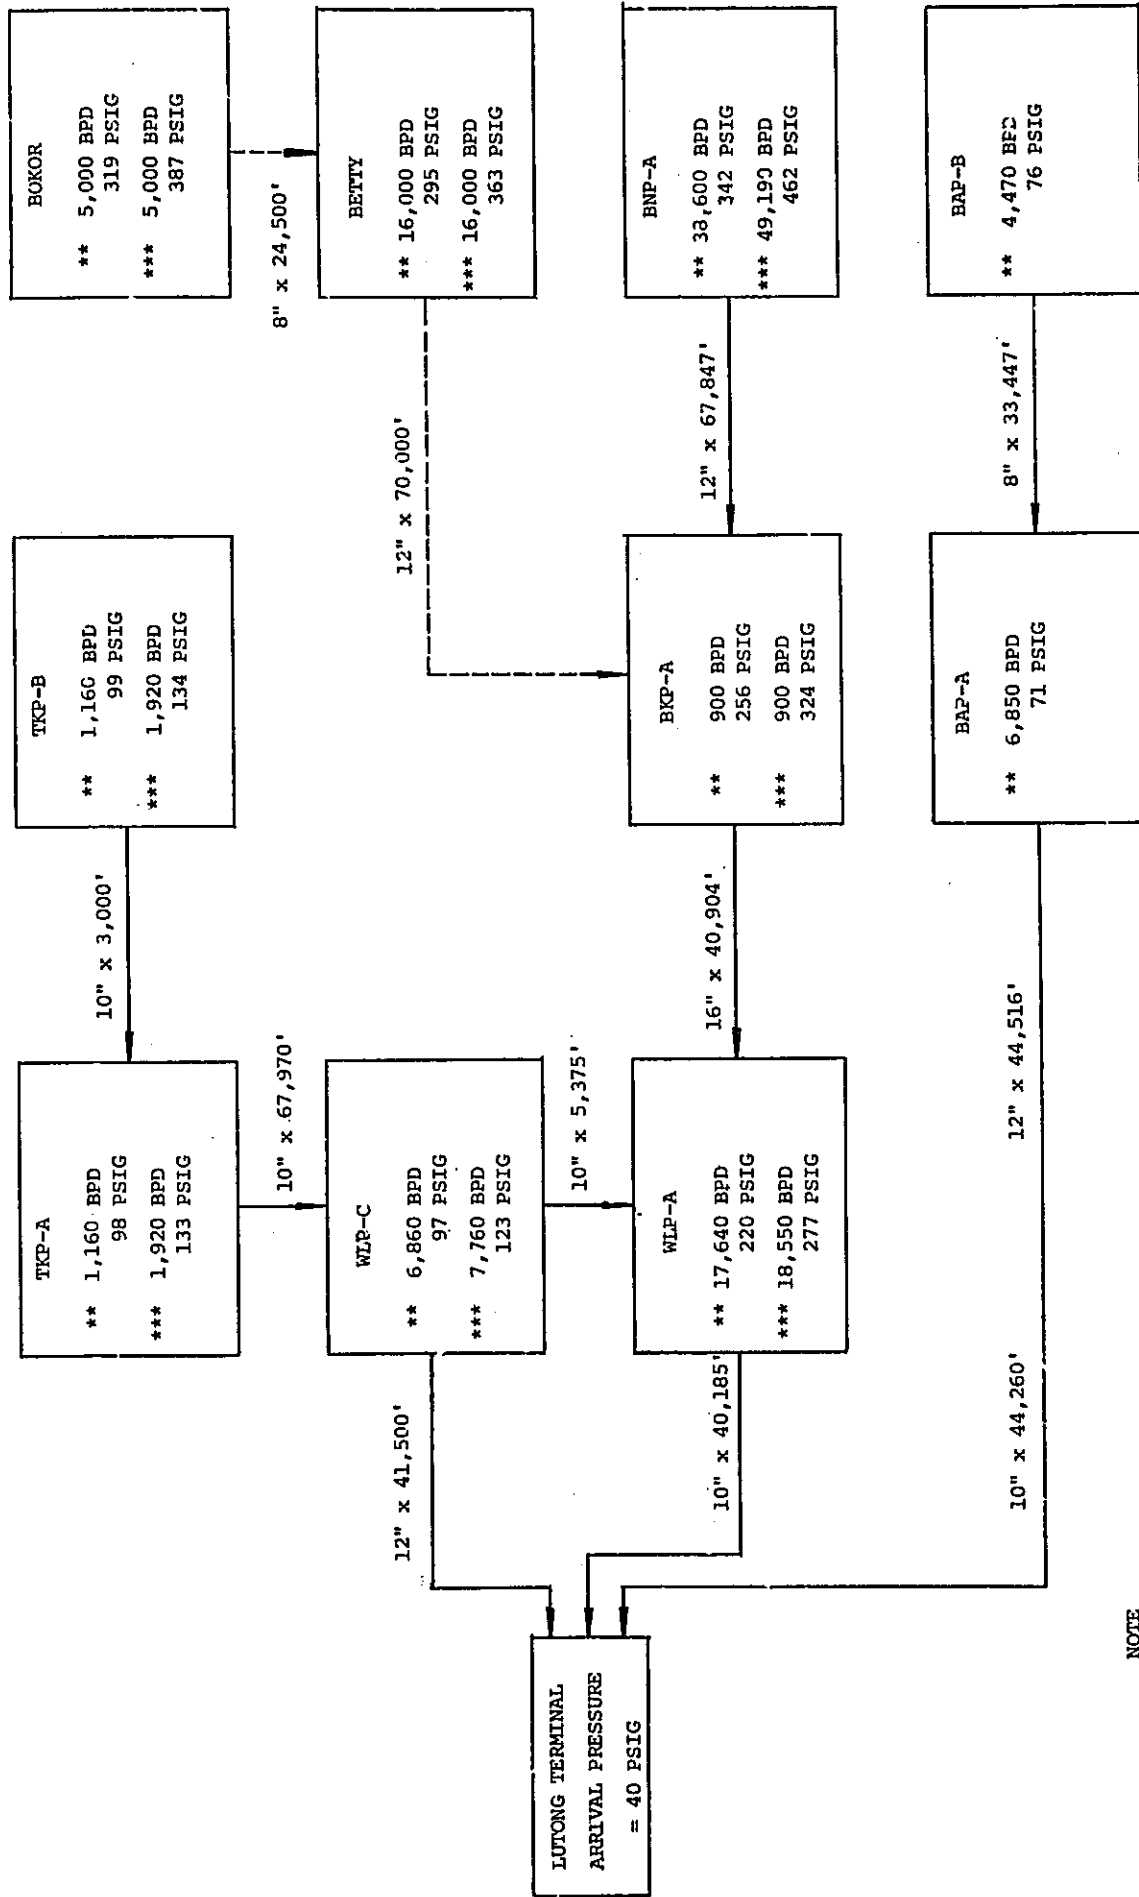 BOKOR
** 5,000 BPD
319 PSIG
*** 5,000 BPD
387 PSIG
8" x 24,500'
BETTY
** 16,000 BPD
295 PSIG
*** 16,000 BPD
363 PSIG
12" x 70,000'
BNP-A
** 38,600 BPD
342 PSIG
*** 49,190 BPD
462 PSIG
12" x 67,847'
BAP-B
** 4,470 BPD
76 PSIG
8" x 33,447'
TKP-B
** 1,160 BPD
99 PSIG
*** 1,920 BPD
134 PSIG
10" x 3,000'
BKP-A
** 900 BPD
256 PSIG
*** 900 BPD
324 PSIG
16" x 40,904'
BAP-A
** 6,850 BPD
71 PSIG
12" x 44,516'
10" x 44,260'
TKP-A
** 1,160 BPD
98 PSIG
*** 1,920 BPD
133 PSIG
10" x 67,970'
WLP-C
** 6,860 BPD
97 PSIG
*** 7,760 BPD
123 PSIG
10" x 5,375'
12" x 41,500'
WLP-A
** 17,640 BPD
220 PSIG
*** 18,550 BPD
277 PSIG
10" x 40,185'
LUTONG TERMINAL
ARRIVAL PRESSURE
= 40 PSIG
NOTE